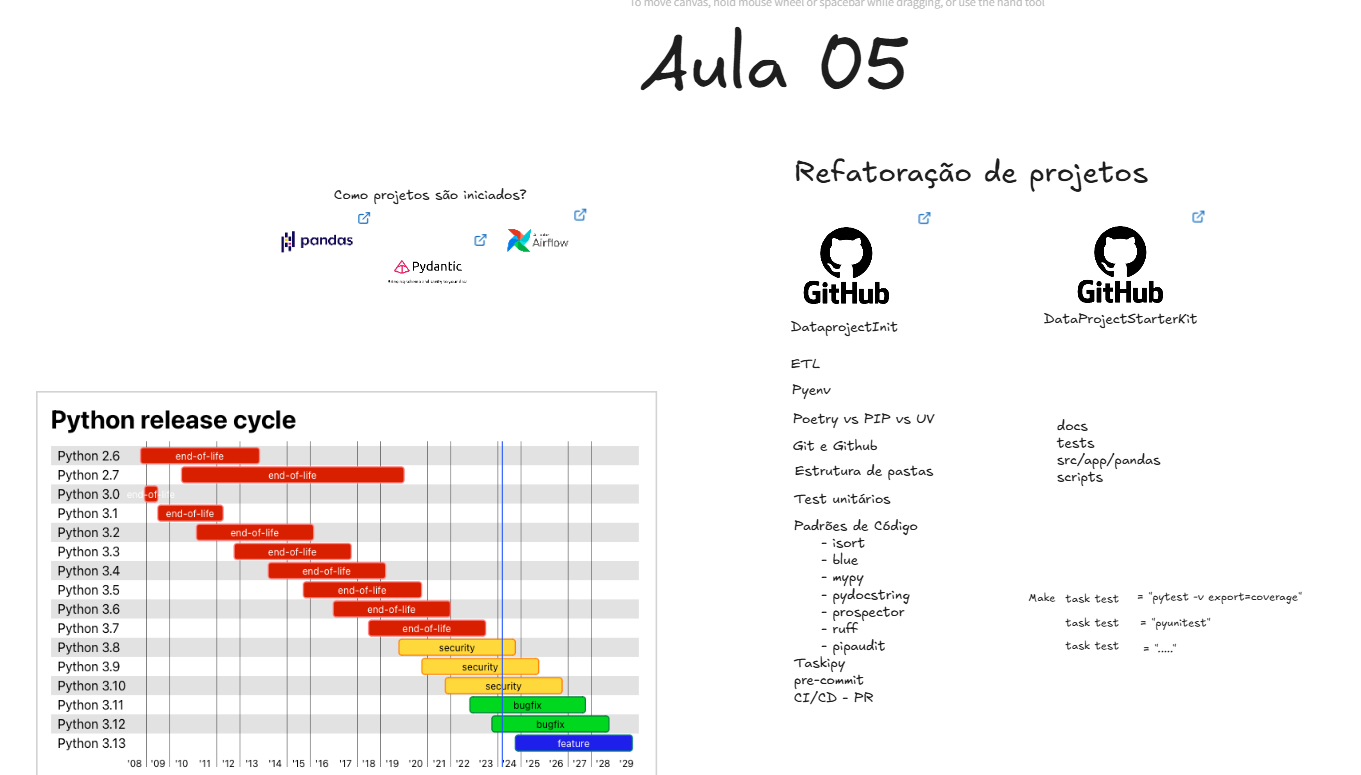 To move canvas, hold mouse wheel or spacebar while dragging, or use the hand tool
Aula 05
Como projetos são iniciados?
pandas
Airflow
Pydantic
Python release cycle
Python 2.6 end-of-life
Python 2.7 end-of-life
Python 3.0 end-of-life
Python 3.1 end-of-life
Python 3.2 end-of-life
Python 3.3 end-of-life
Python 3.4 end-of-life
Python 3.5 end-of-life
Python 3.6 end-of-life
Python 3.7 end-of-life
Python 3.8 security
Python 3.9 security
Python 3.10 security
Python 3.11 bugfix
Python 3.12 bugfix
Python 3.13 feature
'08 '09 '10 '11 '12 '13 '14 '15 '16 '17 '18 '19 '20 '21 '22 '23 '24 '25 '26 '27 '28 '29
Refatoração de projetos
GitHub
DataprojectInit
ETL
Pyenv
Poetry vs PIP vs UV
Git e Github
Estrutura de pastas
Test unitários
Padrões de Código
- isort
- blue
- mypy
- pydocstring
- prospector
- ruff
- pipaudit
Taskipy
pre-commit
CI/CD - PR
GitHub
DataProjectStarterKit
docs
tests
src/app/pandas
scripts
Make task test = "pytest -v export=coverage"
task test = "pyunitest"
task test = "....."